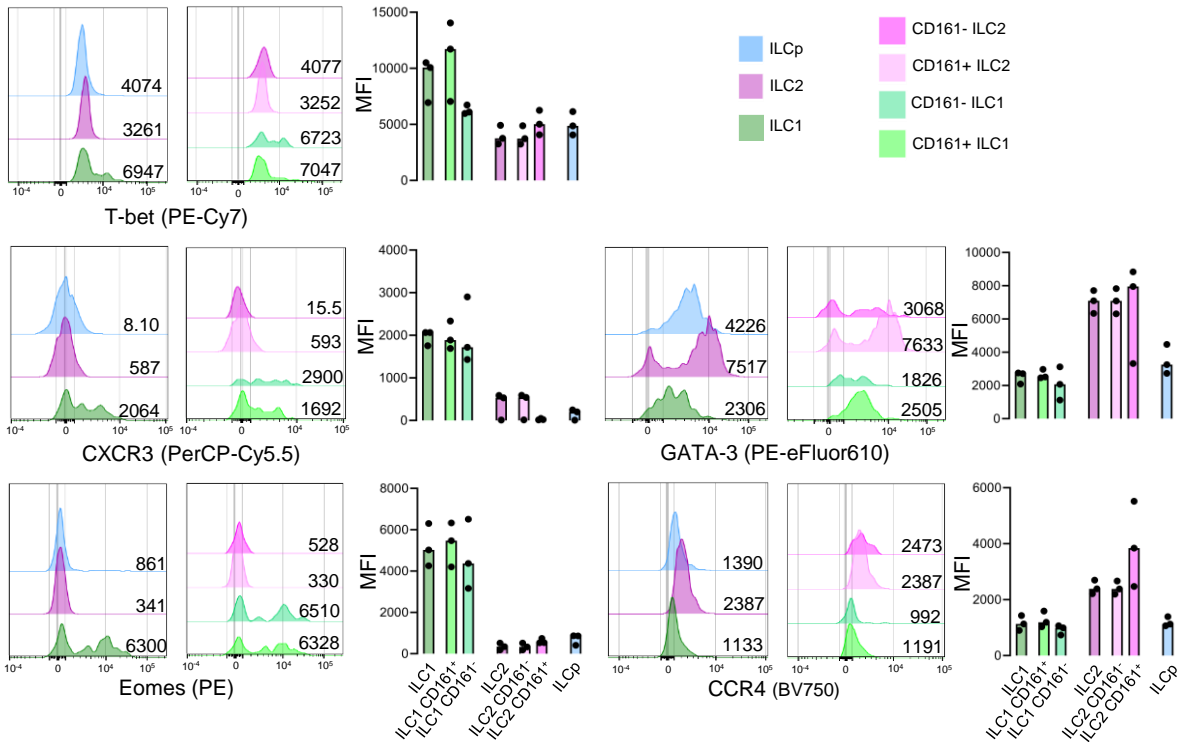 4074
3261
6947
10-4 0 104 105
4077
3252
6723
7047
10-4 0 104 105
T-bet (PE-Cy7)
MFI
15000
10000
5000
0
ILCp
ILC2
ILC1
CD161- ILC2
CD161+ ILC2
CD161- ILC1
CD161+ ILC1
8.10
587
2064
10-4 0 104 105
15.5
593
2900
1692
10-4 0 104 105
CXCR3 (PerCP-Cy5.5)
MFI
4000
3000
2000
1000
0
4226
7517
2306
0 104 105
3068
7633
1826
2505
0 104 105
GATA-3 (PE-eFluor610)
MFI
10000
8000
6000
4000
2000
0
861
341
6300
10-4 0 104 105
528
330
6510
6328
10-4 0 104 105
Eomes (PE)
MFI
8000
6000
4000
2000
0
ILC1
ILC1 CD161+
ILC1 CD161-
ILC2
ILC2 CD161-
ILC2 CD161+
ILCp
1390
2387
1133
10-4 0 104 105
2473
2387
992
1191
10-4 0 104 105
CCR4 (BV750)
MFI
6000
4000
2000
0
ILC1
ILC1 CD161+
ILC1 CD161-
ILC2
ILC2 CD161-
ILC2 CD161+
ILCp